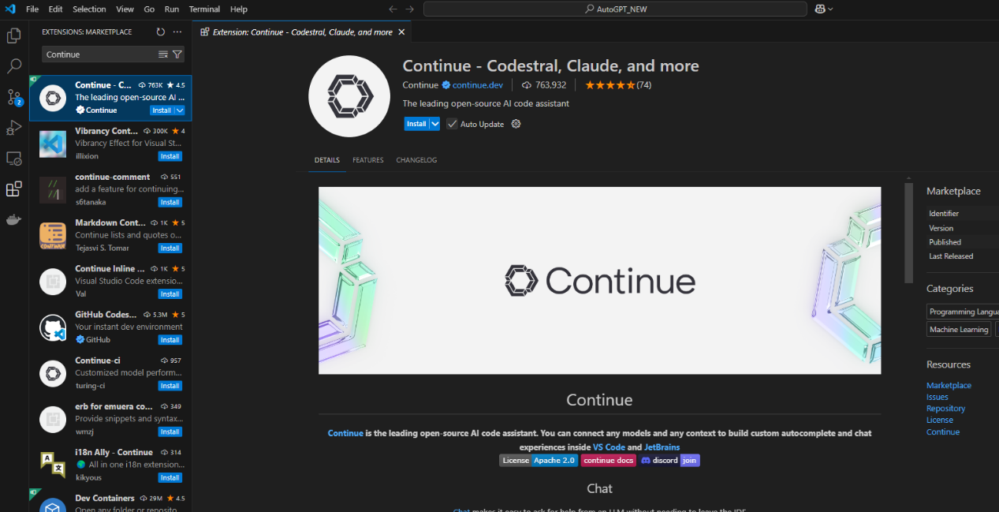 File Edit Selection View Go Run Terminal Help
AutoGPT_NEW
EXTENSIONS: MARKETPLACE
Continue
Continue - C... 763K ★ 4.5
The leading open-source AI ...
Continue Install
Vibrancy Cont... 300K ★ 4
Vibrancy Effect for Visual St...
illixion Install
continue-comment 551
add a feature for continuing...
s6tanaka Install
Markdown Cont... 1K ★ 5
Continue lists and quotes o...
Tejasvi S. Tomar Install
Continue Inline ... 1K ★ 5
Visual Studio Code extensio...
Val Install
GitHub Codes... 5.3M ★ 5
Your instant dev environment
GitHub Install
Continue-ci 957
Customized model perform...
turing-ci Install
erb for emuera co... 349
Provide snippets and syntax...
wmzj Install
i18n Ally - Continue 314
All in one i18n extension...
kikyous Install
Dev Containers 29M ★ 4.5
Open any folder or reposito...
2
Extension: Continue - Codestral, Claude, and more
Continue - Codestral, Claude, and more
Continue continue.dev 763,932 (74)
The leading open-source AI code assistant
Install Auto Update
DETAILS FEATURES CHANGELOG
Continue
Continue
Continue is the leading open-source AI code assistant. You can connect any models and any context to build custom autocomplete and chat
experiences inside VS Code and JetBrains
License Apache 2.0 continue docs discord join
Chat
Chat makes it easy to ask for help from an LLM without needing to leave the IDE
Marketplace
Identifier
Version
Published
Last Released
Categories
Programming Langua
Machine Learning
Resources
Marketplace
Issues
Repository
License
Continue